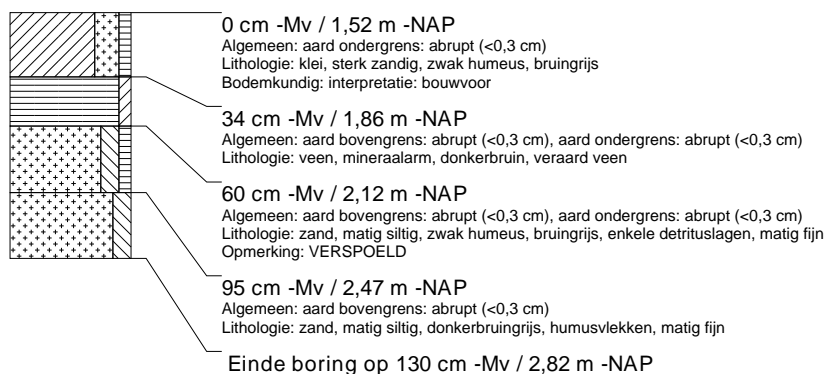 0 cm -Mv / 1,52 m -NAP
Algemeen: aard ondergrens: abrupt (<0,3 cm)
Lithologie: klei, sterk zandig, zwak humeus, bruingrijs
Bodemkundig: interpretatie: bouwvoor
34 cm -Mv / 1,86 m -NAP
Algemeen: aard bovengrens: abrupt (<0,3 cm), aard ondergrens: abrupt (<0,3 cm)
Lithologie: veen, mineraalarm, donkerbruin, veraard veen
60 cm -Mv / 2,12 m -NAP
Algemeen: aard bovengrens: abrupt (<0,3 cm), aard ondergrens: abrupt (<0,3 cm)
Lithologie: zand, matig siltig, zwak humeus, bruingrijs, enkele detrituslagen, matig fijn
Opmerking: VERSPOELD
95 cm -Mv / 2,47 m -NAP
Algemeen: aard bovengrens: abrupt (<0,3 cm)
Lithologie: zand, matig siltig, donkerbruingrijs, humusvlekken, matig fijn
Einde boring op 130 cm -Mv / 2,82 m -NAP